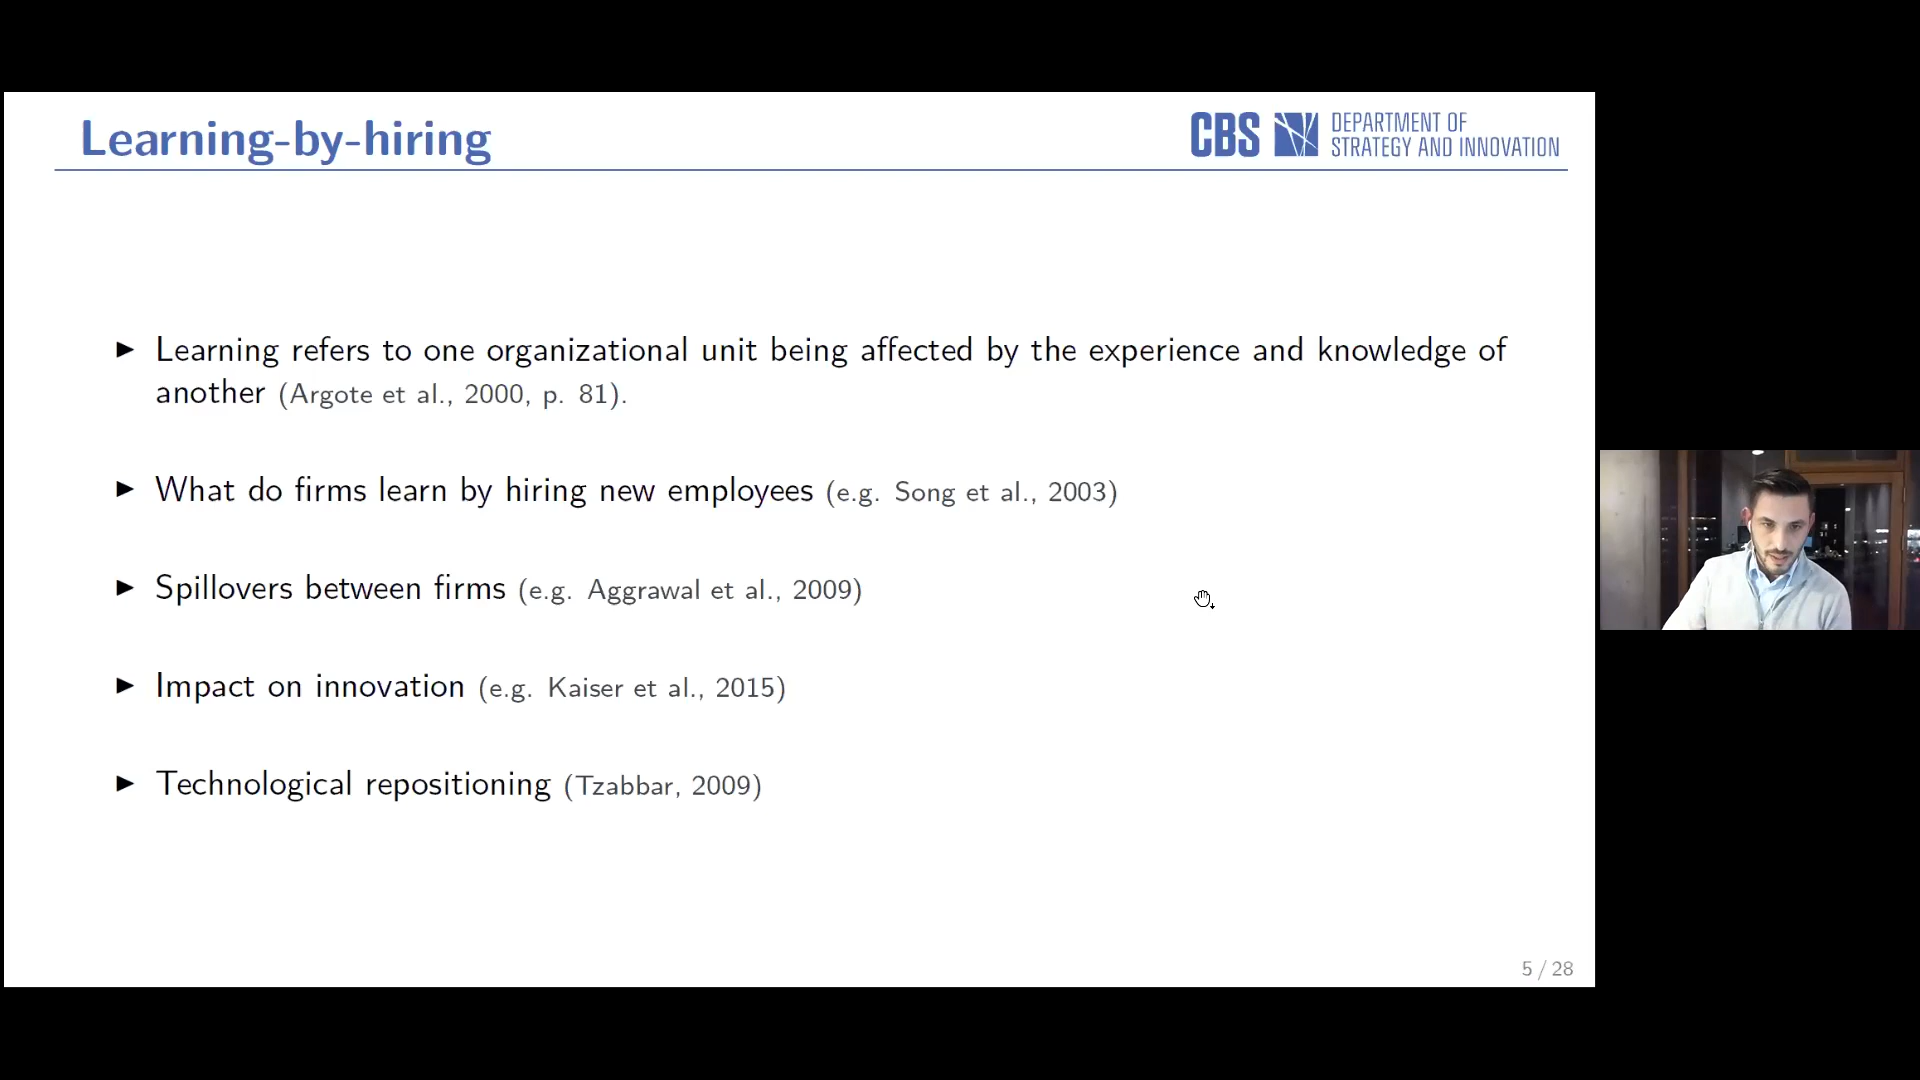 Learning-by-hiring
CBS
DEPARTMENT OF
STRATEGY AND INNOVATION
► Learning refers to one organizational unit being affected by the experience and knowledge of
another (Argote et al., 2000, p. 81).
► What do firms learn by hiring new employees (e.g. Song et al., 2003)
► Spillovers between firms (e.g. Aggrawal et al., 2009)
► Impact on innovation (e.g. Kaiser et al., 2015)
► Technological repositioning (Tzabbar, 2009)
5 / 28